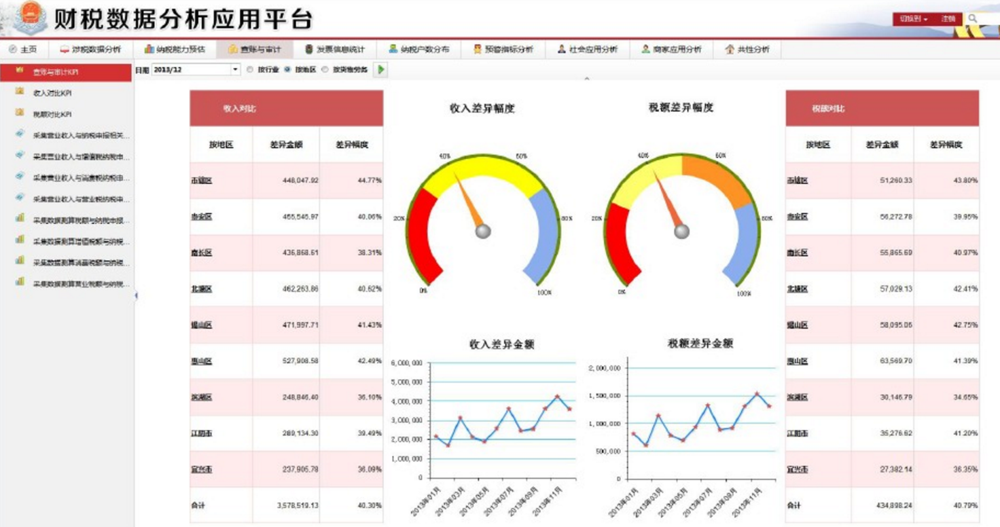 财税数据分析应用平台
切换到 注销
主页 涉税数据分析 纳税能力预估 查账与审计 发票信息统计 纳税户数分布 预警指标分析 社会应用分析 商家应用分析 共性分析
日期 2013/12 按行业 按地区 按货物劳务
查账与审计KPI
收入对比KPI
税额对比KPI
采集营业收入与纳税申报相关...
采集营业收入与增值税纳税申...
采集营业收入与消费税纳税申...
采集营业收入与营业税纳税申...
采集数据测算税额与纳税申报...
采集数据测算增值税额与纳税...
采集数据测算消费税额与纳税...
采集数据测算营业税额与纳税...
收入对比
按地区 差异金额 差异幅度
市辖区 448,047.92 44.77%
崇安区 455,545.97 40.06%
南长区 436,868.61 38.31%
北塘区 462,263.86 40.62%
锡山区 471,997.71 41.43%
惠山区 527,908.58 42.49%
滨湖区 248,846.40 36.10%
江阴市 289,134.30 39.49%
宜兴市 237,905.78 36.09%
合计 3,578,519.13 40.30%
收入差异幅度
0%
20%
40%
60%
80%
100%
税额差异幅度
0%
20%
40%
60%
80%
100%
收入差异金额
6,000,000
5,000,000
4,000,000
3,000,000
2,000,000
1,000,000
0
2013年01月 2013年03月 2013年05月 2013年07月 2013年09月 2013年11月
税额差异金额
2,000,000
1,500,000
1,000,000
500,000
0
2013年01月 2013年03月 2013年05月 2013年07月 2013年09月 2013年11月
税额对比
按地区 差异金额 差异幅度
市辖区 51,260.33 43.80%
崇安区 56,272.78 39.95%
南长区 55,865.69 40.97%
北塘区 57,029.13 42.41%
锡山区 58,095.06 42.75%
惠山区 63,569.70 41.39%
滨湖区 30,146.79 34.65%
江阴市 35,276.62 41.20%
宜兴市 27,382.14 36.35%
合计 434,898.24 40.79%